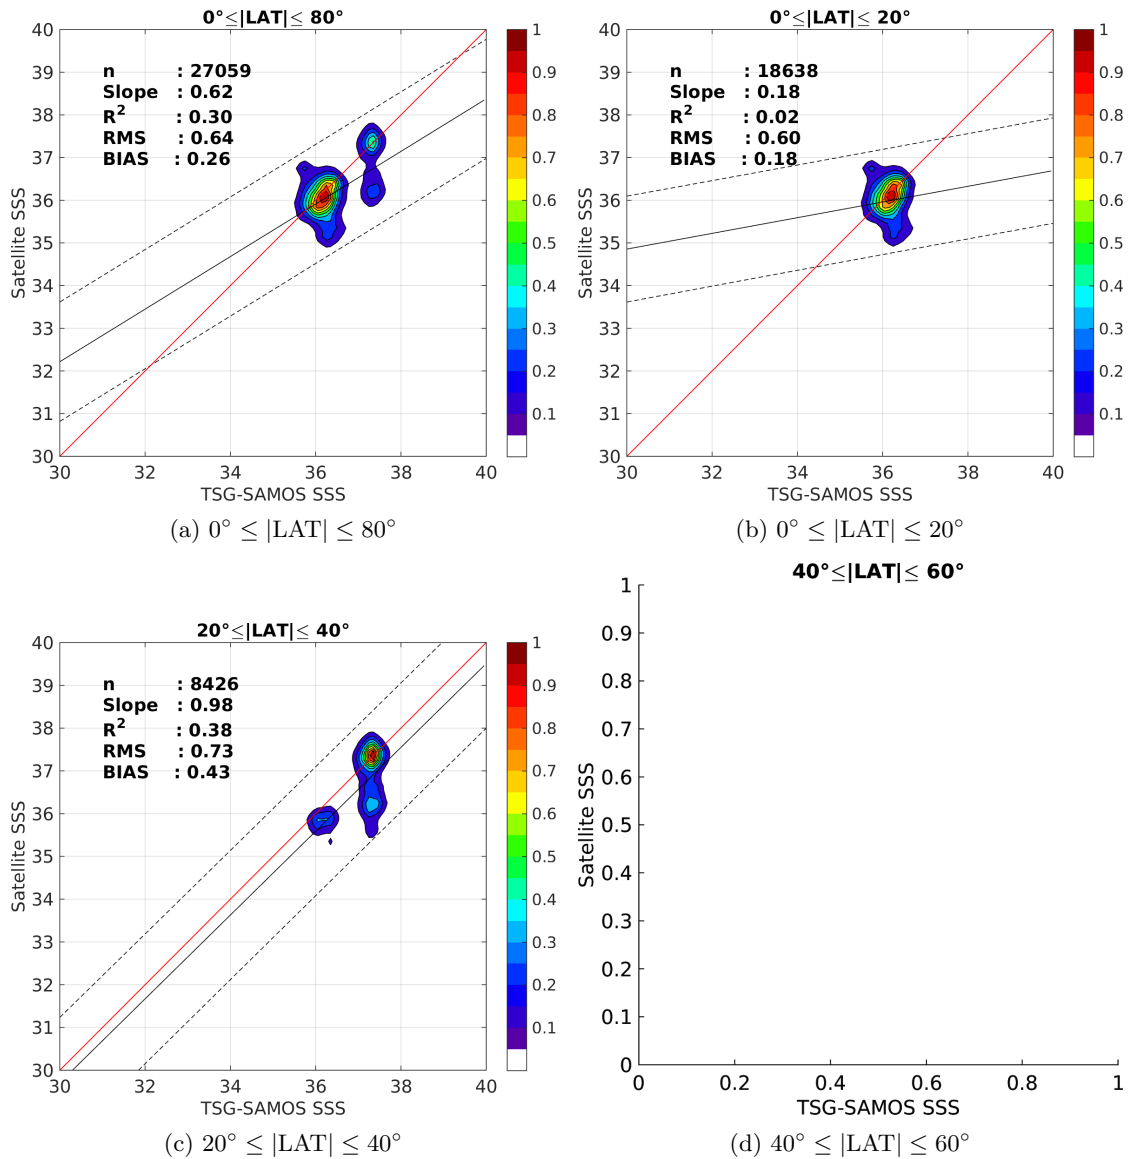 0°≤|LAT|≤ 80°
n : 27059
Slope : 0.62
R² : 0.30
RMS : 0.64
BIAS : 0.26
40
39
38
37
36
35
34
33
32
31
30
Satellite SSS
30 32 34 36 38 40
TSG-SAMOS SSS
1
0.9
0.8
0.7
0.6
0.5
0.4
0.3
0.2
0.1
(a) 0° ≤ |LAT| ≤ 80°
0°≤|LAT|≤ 20°
n : 18638
Slope : 0.18
R² : 0.02
RMS : 0.60
BIAS : 0.18
40
39
38
37
36
35
34
33
32
31
30
Satellite SSS
30 32 34 36 38 40
TSG-SAMOS SSS
1
0.9
0.8
0.7
0.6
0.5
0.4
0.3
0.2
0.1
(b) 0° ≤ |LAT| ≤ 20°
20°≤|LAT|≤ 40°
n : 8426
Slope : 0.98
R² : 0.38
RMS : 0.73
BIAS : 0.43
40
39
38
37
36
35
34
33
32
31
30
Satellite SSS
30 32 34 36 38 40
TSG-SAMOS SSS
1
0.9
0.8
0.7
0.6
0.5
0.4
0.3
0.2
0.1
(c) 20° ≤ |LAT| ≤ 40°
40°≤|LAT|≤ 60°
1
0.9
0.8
0.7
0.6
0.5
0.4
0.3
0.2
0.1
0
Satellite SSS
0 0.2 0.4 0.6 0.8 1
TSG-SAMOS SSS
(d) 40° ≤ |LAT| ≤ 60°